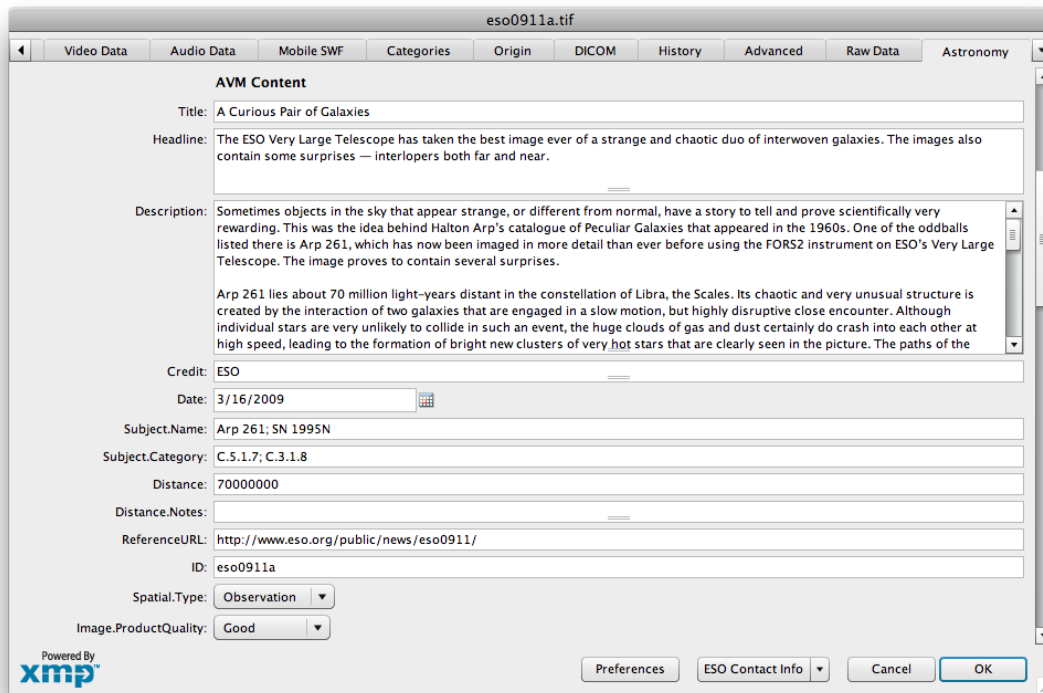 eso0911a.tif
Video Data Audio Data Mobile SWF Categories Origin DICOM History Advanced Raw Data Astronomy
AVM Content
Title: A Curious Pair of Galaxies
Headline: The ESO Very Large Telescope has taken the best image ever of a strange and chaotic duo of interwoven galaxies. The images also
contain some surprises — interlopers both far and near.
Description: Sometimes objects in the sky that appear strange, or different from normal, have a story to tell and prove scientifically very
rewarding. This was the idea behind Halton Arp's catalogue of Peculiar Galaxies that appeared in the 1960s. One of the oddballs
listed there is Arp 261, which has now been imaged in more detail than ever before using the FORS2 instrument on ESO's Very Large
Telescope. The image proves to contain several surprises.
Arp 261 lies about 70 million light-years distant in the constellation of Libra, the Scales. Its chaotic and very unusual structure is
created by the interaction of two galaxies that are engaged in a slow motion, but highly disruptive close encounter. Although
individual stars are very unlikely to collide in such an event, the huge clouds of gas and dust certainly do crash into each other at
high speed, leading to the formation of bright new clusters of very hot stars that are clearly seen in the picture. The paths of the
Credit: ESO
Date: 3/16/2009
Subject.Name: Arp 261; SN 1995N
Subject.Category: C.5.1.7; C.3.1.8
Distance: 70000000
Distance.Notes:
ReferenceURL: http://www.eso.org/public/news/eso0911/
ID: eso0911a
Spatial.Type: Observation
Image.ProductQuality: Good
Powered By
xmp™
Preferences ESO Contact Info Cancel OK